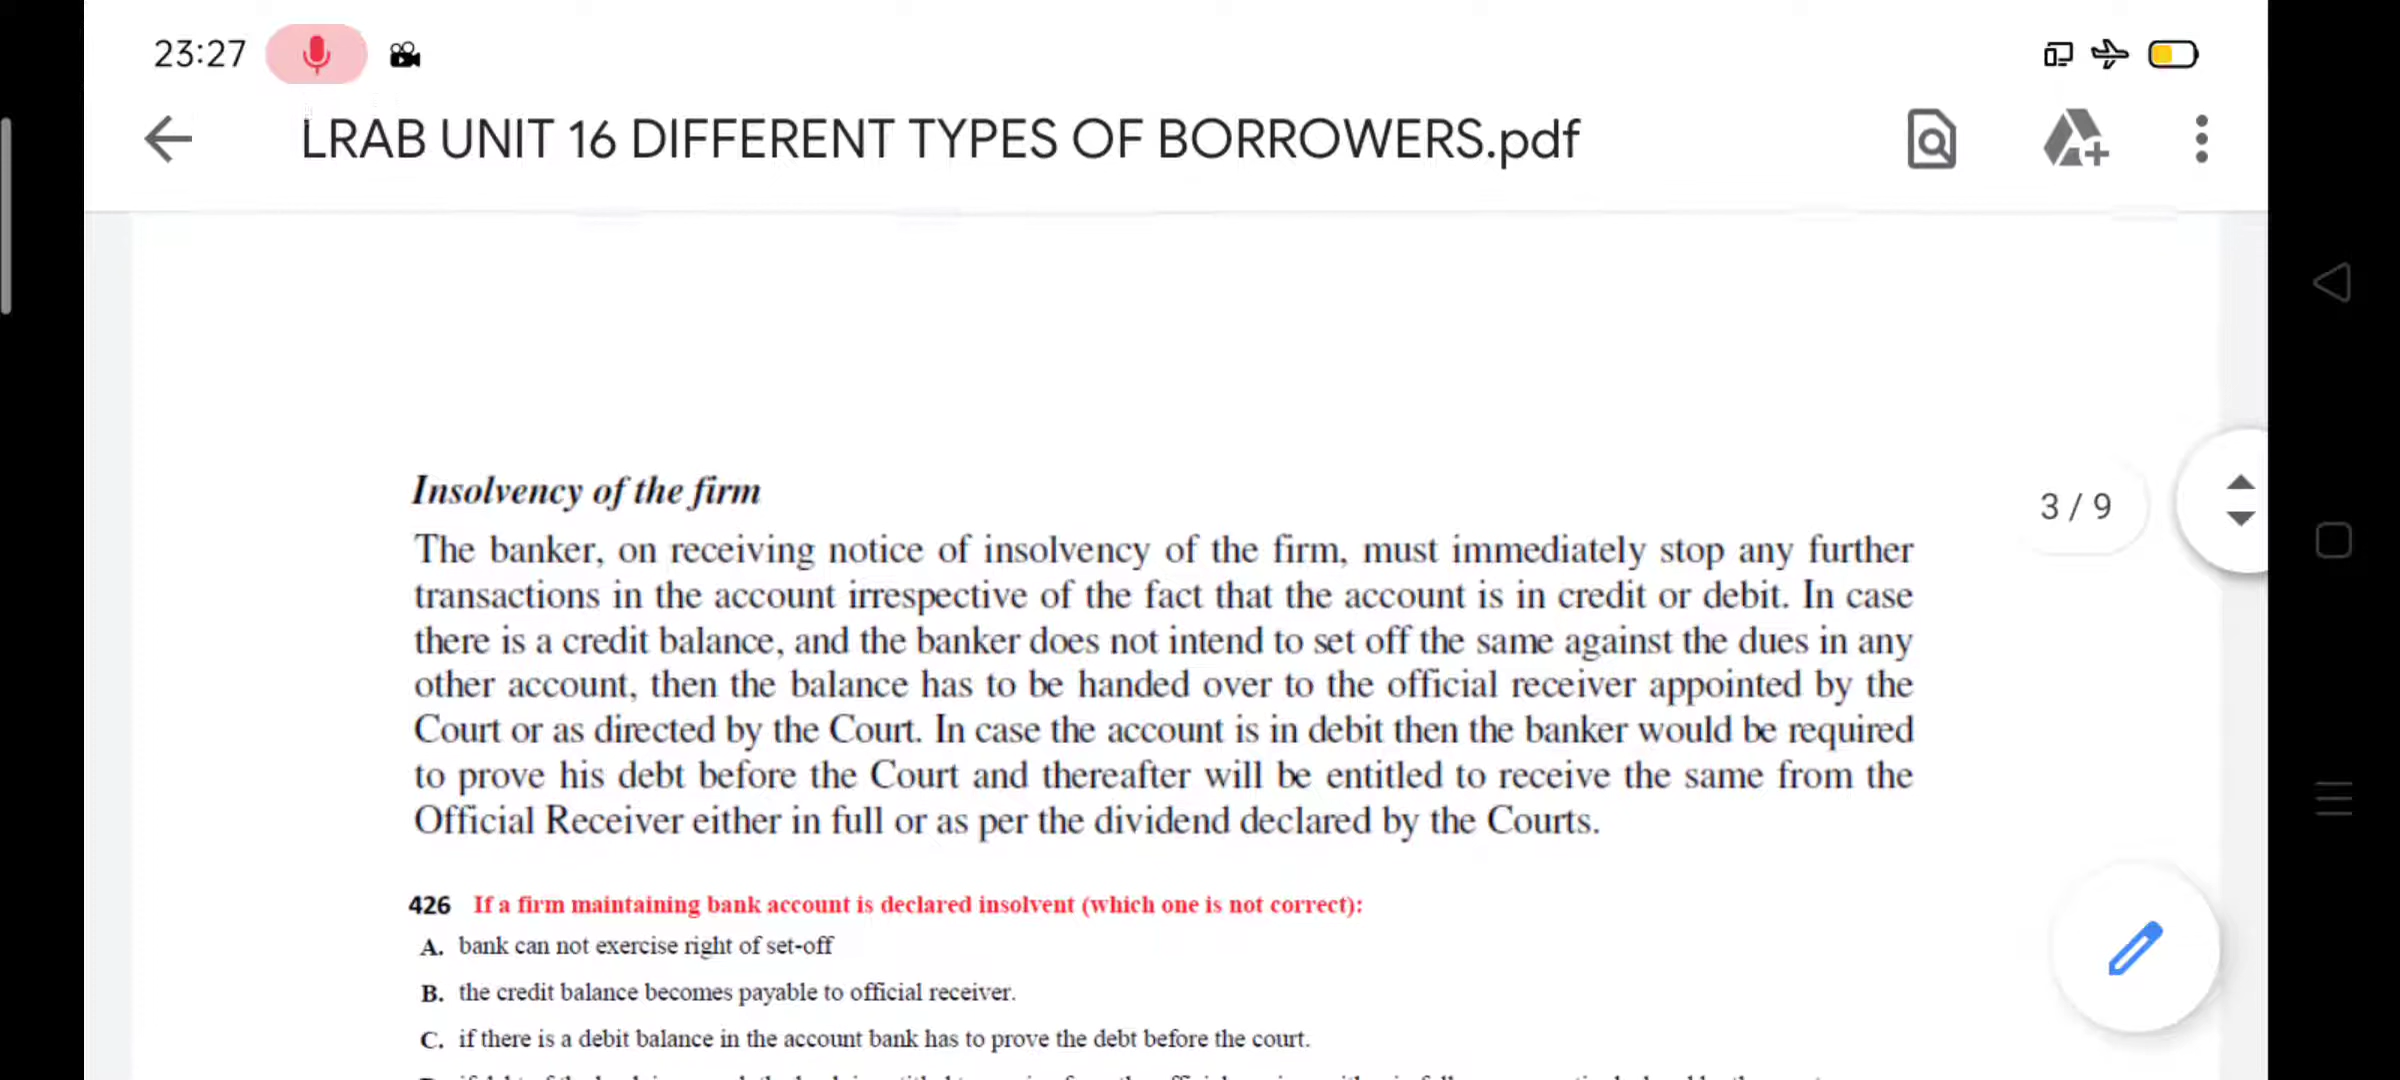 23:27
LRAB UNIT 16 DIFFERENT TYPES OF BORROWERS.pdf
3 / 9
Insolvency of the firm
The banker, on receiving notice of insolvency of the firm, must immediately stop any further
transactions in the account irrespective of the fact that the account is in credit or debit. In case
there is a credit balance, and the banker does not intend to set off the same against the dues in any
other account, then the balance has to be handed over to the official receiver appointed by the
Court or as directed by the Court. In case the account is in debit then the banker would be required
to prove his debt before the Court and thereafter will be entitled to receive the same from the
Official Receiver either in full or as per the dividend declared by the Courts.
426 If a firm maintaining bank account is declared insolvent (which one is not correct):
A. bank can not exercise right of set-off
B. the credit balance becomes payable to official receiver.
C. if there is a debit balance in the account bank has to prove the debt before the court.